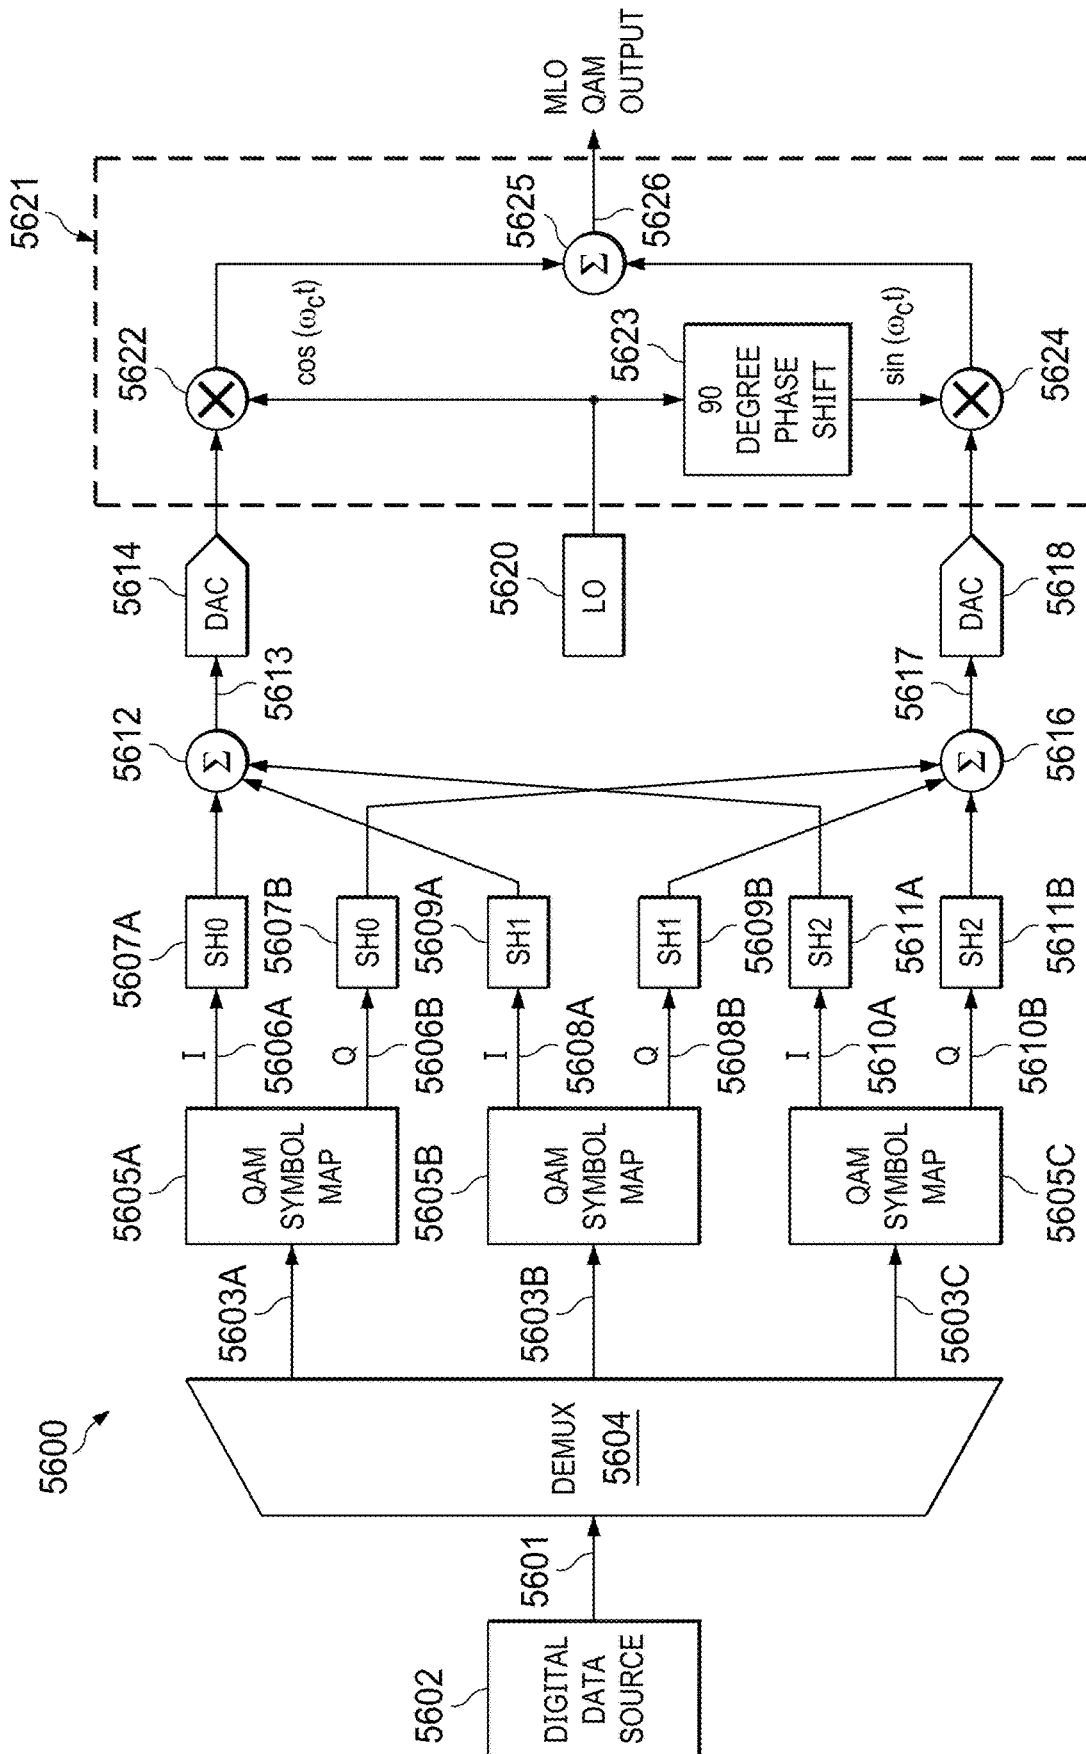 5600
5602
DIGITAL
DATA
SOURCE
5601
DEMUX
5604
5603A
5603B
5603C
5605A
QAM
SYMBOL
MAP
5605B
QAM
SYMBOL
MAP
QAM
SYMBOL
MAP
5605C
I
5606A
Q
5606B
I
5608A
Q
5608B
I
5610A
Q
5610B
5607A
SH0
5607B
SH0
5609A
SH1
SH1
5609B
SH2
5611A
SH2
5611B
5612
Σ
5613
5614
DAC
Σ
5616
5617
DAC
5618
5620
LO
5621
5622
cos (ωCt)
5623
90
DEGREE
PHASE
SHIFT
sin (ωCt)
5624
5625
Σ
5626
MLO
QAM
OUTPUT